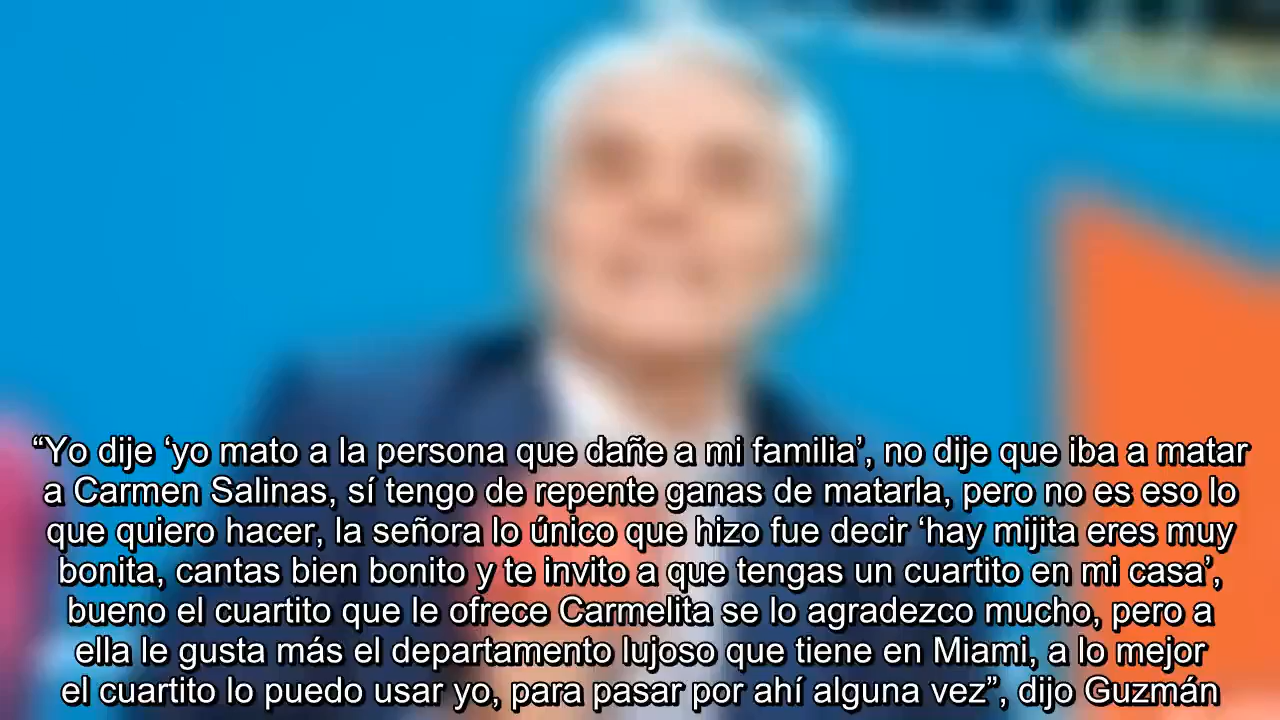 “Yo dije ‘yo mato a la persona que dañe a mi familia’, no dije que iba a matar
a Carmen Salinas, sí tengo de repente ganas de matarla, pero no es eso lo
que quiero hacer, la señora lo único que hizo fue decir ‘hay mijita eres muy
bonita, cantas bien bonito y te invito a que tengas un cuartito en mi casa’,
bueno el cuartito que le ofrece Carmelita se lo agradezco mucho, pero a
ella le gusta más el departamento lujoso que tiene en Miami, a lo mejor
el cuartito lo puedo usar yo, para pasar por ahí alguna vez”, dijo Guzmán